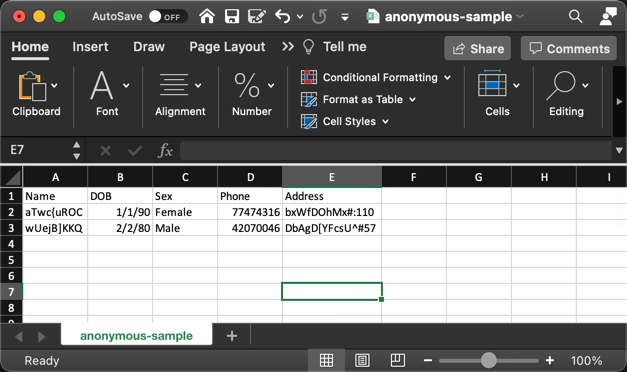 AutoSave OFF anonymous-sample
Home Insert Draw Page Layout >> Tell me Share Comments
Clipboard Font Alignment Number Conditional Formatting Format as Table Cell Styles Cells Editing
E7 fx
A B C D E F G H I
1 Name DOB Sex Phone Address
2 aTwc{uROC 1/1/90 Female 77474316 bxWfDOhMx#:110
3 wUejB]KKQ 2/2/80 Male 42070046 DbAgD[YFcsU^#57
4
5
6
7
8
anonymous-sample +
Ready − + 100%